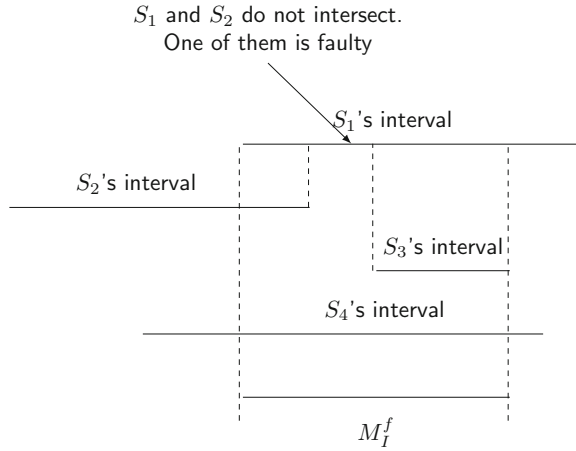 S₁ and S₂ do not intersect.
One of them is faulty
S₁'s interval
S₂'s interval
S₃'s interval
S₄'s interval
M_I^f